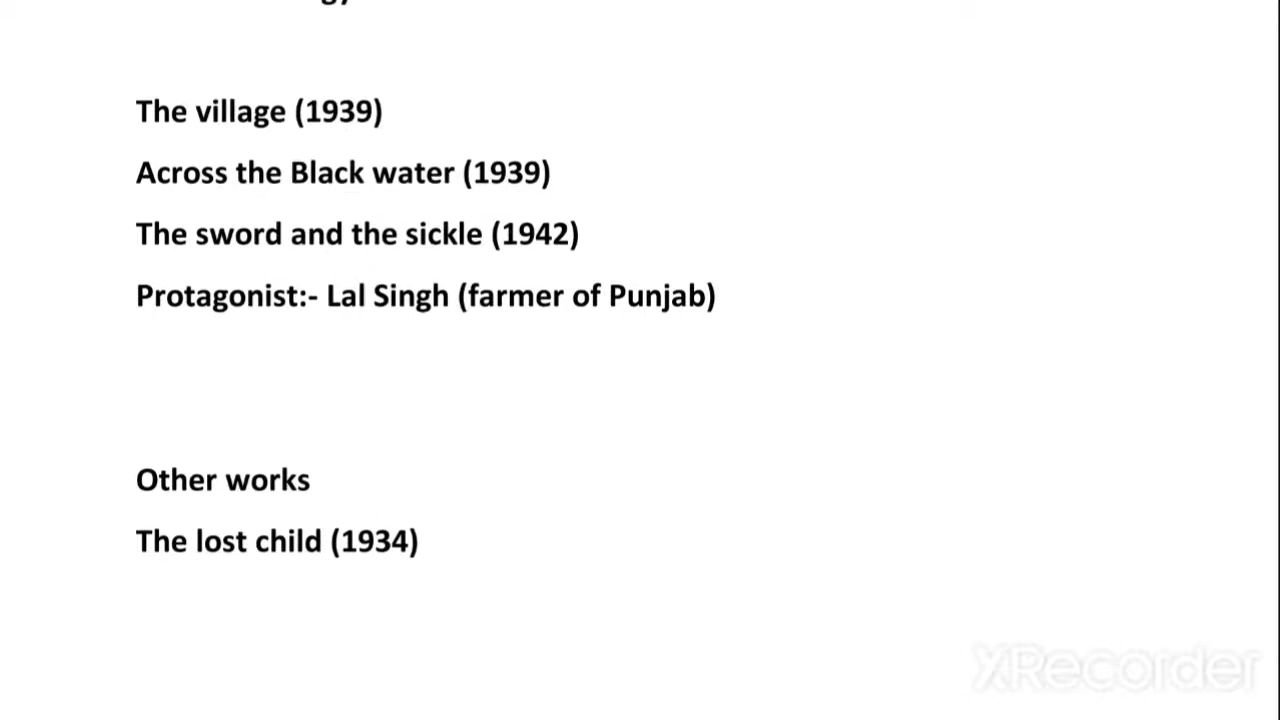 The village (1939)
Across the Black water (1939)
The sword and the sickle (1942)
Protagonist:- Lal Singh (farmer of Punjab)
Other works
The lost child (1934)
XRecorder